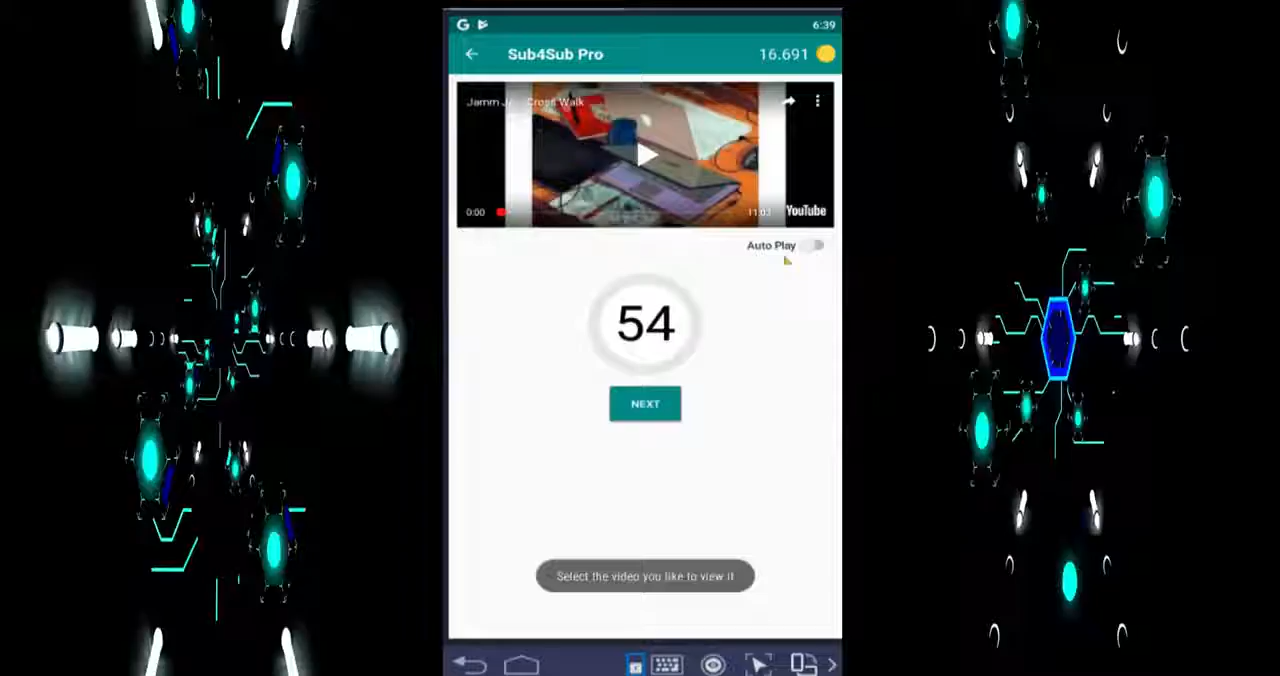 6:39
Sub4Sub Pro
16.691
Jamm J
Cross Walk
0:00
11:03
YouTube
Auto Play
54
NEXT
Select the video you like to view it